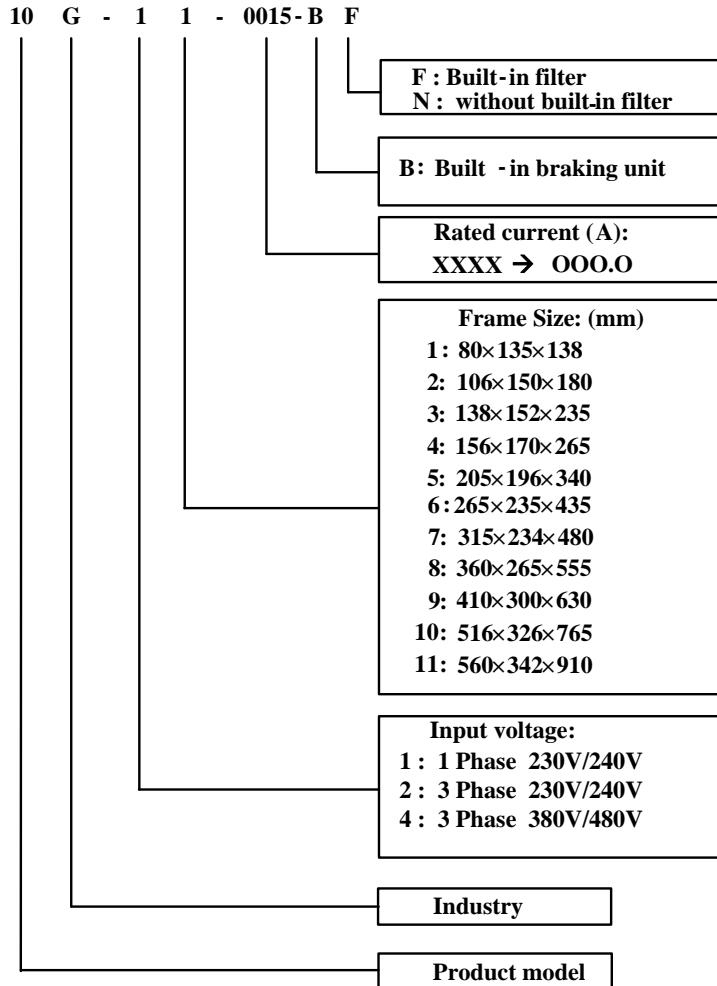 10 G - 1 1 - 0015 - B F
F : Built-in filter
N : without built-in filter
B: Built - in braking unit
Rated current (A):
XXXX → OOO.O
Frame Size: (mm)
1 : 80×135×138
2: 106×150×180
3: 138×152×235
4: 156×170×265
5: 205×196×340
6 : 265×235×435
7: 315×234×480
8: 360×265×555
9: 410×300×630
10: 516×326×765
11: 560×342×910
Input voltage:
1 : 1 Phase 230V/240V
2 : 3 Phase 230V/240V
4 : 3 Phase 380V/480V
Industry
Product model